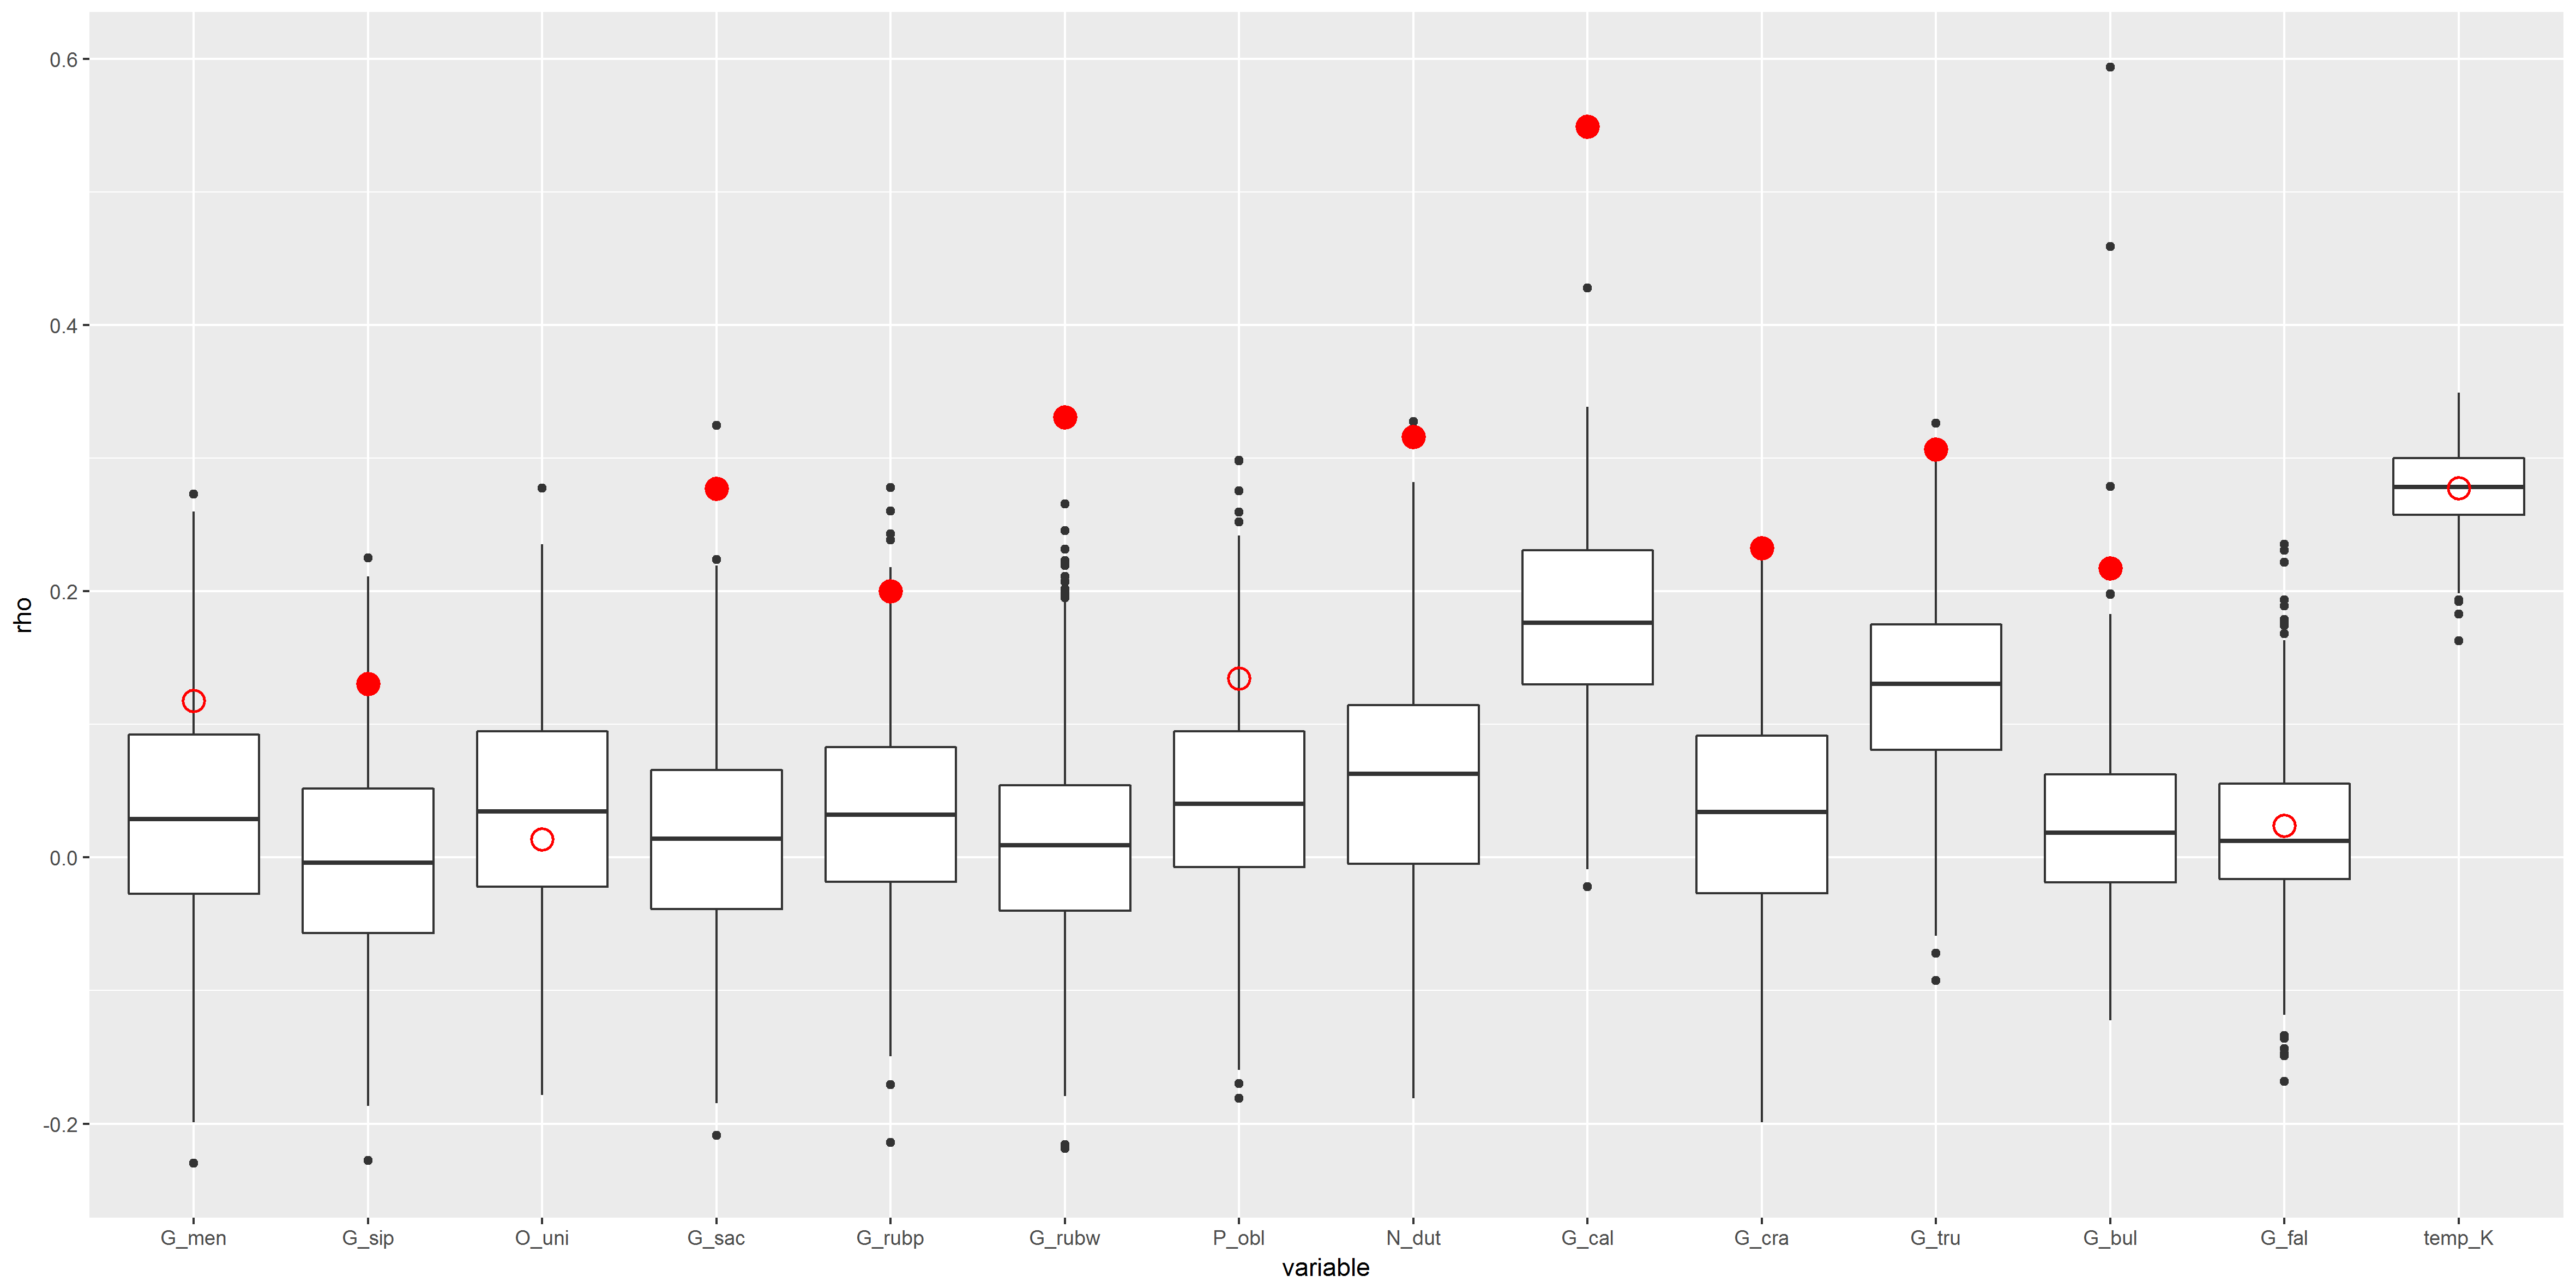 0.6
0.4
0.2
0.0
-0.2
rho
G_men G_sip O_uni G_sac G_rubp G_rubw P_obl N_dut G_cal G_cra G_tru G_bul G_fal temp_K
variable